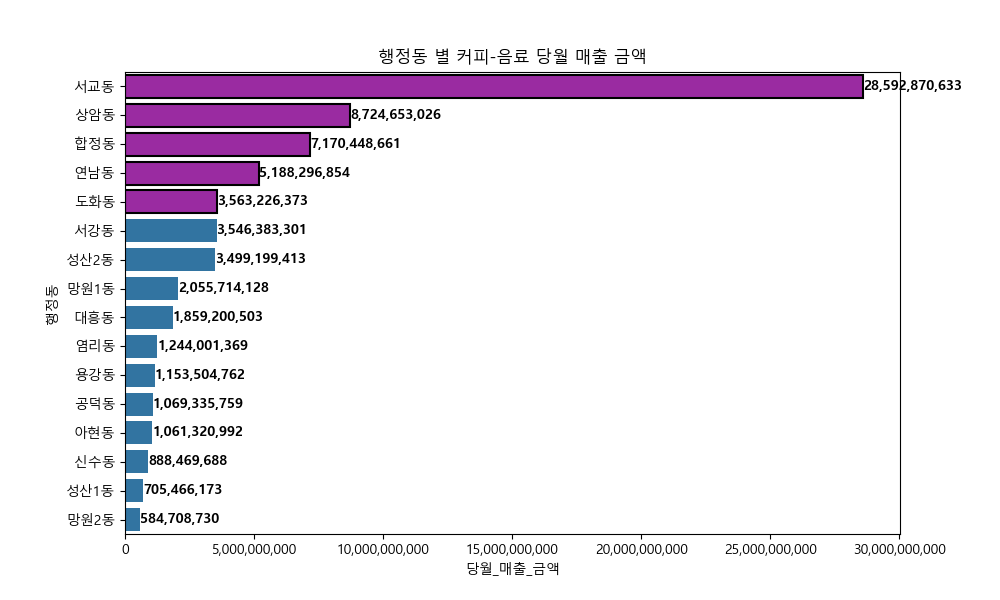 행정동 별 커피-음료 당월 매출 금액
행정동
서교동 28,592,870,633
상암동 8,724,653,026
합정동 7,170,448,661
연남동 5,188,296,854
도화동 3,563,226,373
서강동 3,546,383,301
성산2동 3,499,199,413
망원1동 2,055,714,128
대흥동 1,859,200,503
염리동 1,244,001,369
용강동 1,153,504,762
공덕동 1,069,335,759
아현동 1,061,320,992
신수동 888,469,688
성산1동 705,466,173
망원2동 584,708,730
0 5,000,000,000 10,000,000,000 15,000,000,000 20,000,000,000 25,000,000,000 30,000,000,000
당월_매출_금액